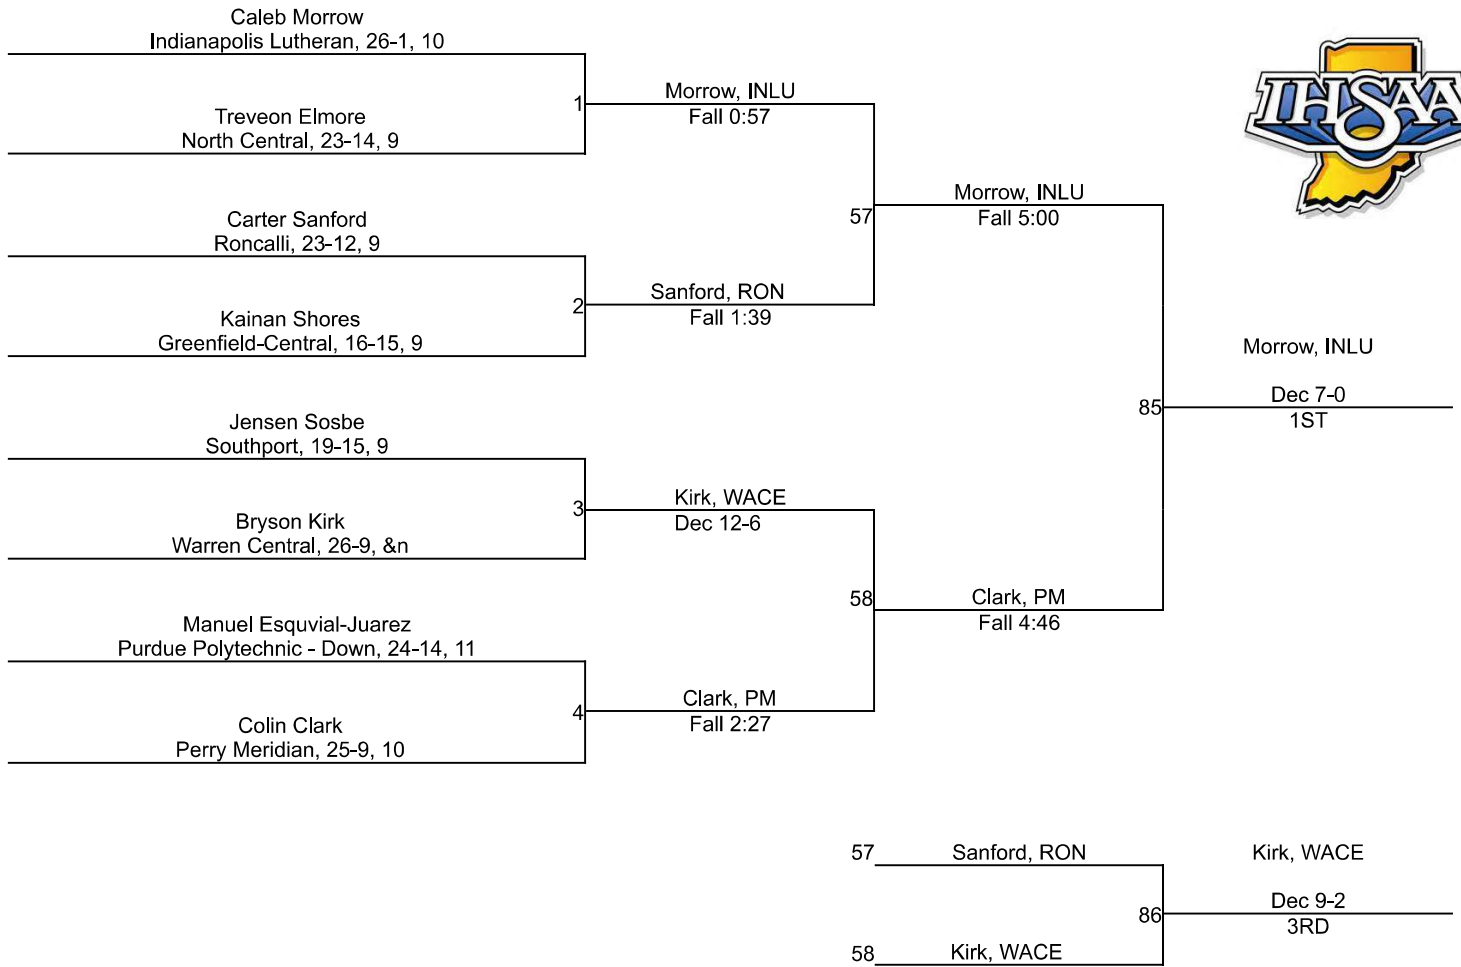 Caleb Morrow
Indianapolis Lutheran, 26-1, 10
Treveon Elmore
North Central, 23-14, 9
1
Morrow, INLU
Fall 0:57
IHSAA
Carter Sanford
Roncalli, 23-12, 9
Kainan Shores
Greenfield-Central, 16-15, 9
2
Sanford, RON
Fall 1:39
57
Morrow, INLU
Fall 5:00
Jensen Sosbe
Southport, 19-15, 9
Bryson Kirk
Warren Central, 26-9, &n
3
Kirk, WACE
Dec 12-6
Manuel Esquvial-Juarez
Purdue Polytechnic - Down, 24-14, 11
Colin Clark
Perry Meridian, 25-9, 10
4
Clark, PM
Fall 2:27
58
Clark, PM
Fall 4:46
85
Morrow, INLU
Dec 7-0
1ST
57
Sanford, RON
58
Kirk, WACE
86
Kirk, WACE
Dec 9-2
3RD